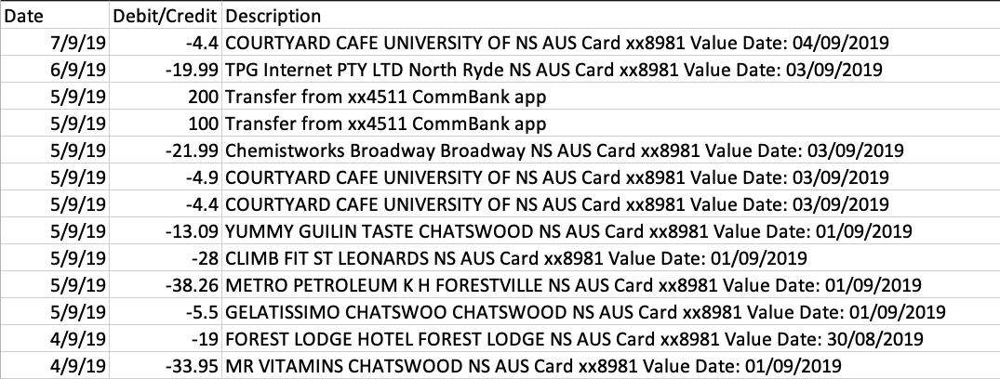 Date Debit/Credit Description
7/9/19 -4.4 COURTYARD CAFE UNIVERSITY OF NS AUS Card xx8981 Value Date: 04/09/2019
6/9/19 -19.99 TPG Internet PTY LTD North Ryde NS AUS Card xx8981 Value Date: 03/09/2019
5/9/19 200 Transfer from xx4511 CommBank app
5/9/19 100 Transfer from xx4511 CommBank app
5/9/19 -21.99 Chemistworks Broadway Broadway NS AUS Card xx8981 Value Date: 03/09/2019
5/9/19 -4.9 COURTYARD CAFE UNIVERSITY OF NS AUS Card xx8981 Value Date: 03/09/2019
5/9/19 -4.4 COURTYARD CAFE UNIVERSITY OF NS AUS Card xx8981 Value Date: 03/09/2019
5/9/19 -13.09 YUMMY GUILIN TASTE CHATSWOOD NS AUS Card xx8981 Value Date: 01/09/2019
5/9/19 -28 CLIMB FIT ST LEONARDS NS AUS Card xx8981 Value Date: 01/09/2019
5/9/19 -38.26 METRO PETROLEUM K H FORESTVILLE NS AUS Card xx8981 Value Date: 01/09/2019
5/9/19 -5.5 GELATISSIMO CHATSWOO CHATSWOOD NS AUS Card xx8981 Value Date: 01/09/2019
4/9/19 -19 FOREST LODGE HOTEL FOREST LODGE NS AUS Card xx8981 Value Date: 30/08/2019
4/9/19 -33.95 MR VITAMINS CHATSWOOD NS AUS Card xx8981 Value Date: 01/09/2019